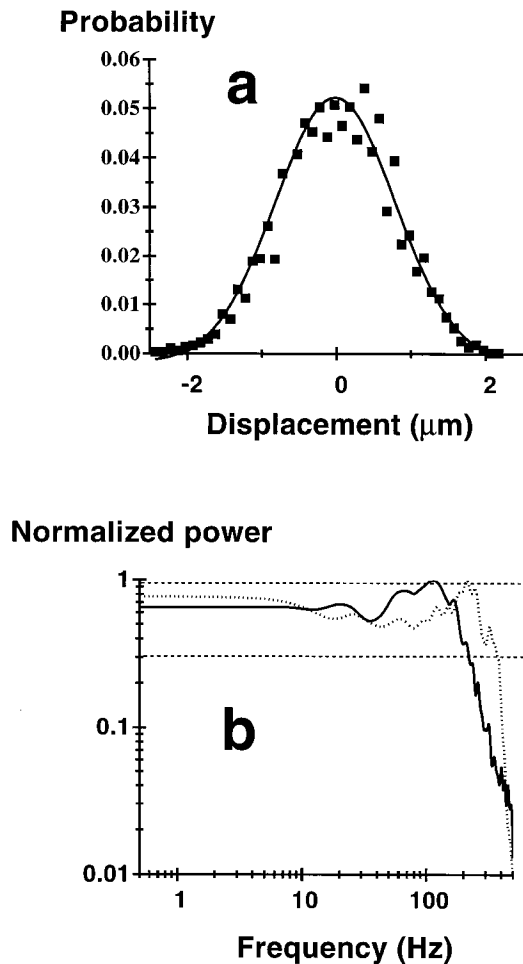 Probability
0.06
a
0.05
0.04
0.03
0.02
0.01
0.00
-2 0 2
Displacement (μm)
Normalized power
1
0.1
b
0.01
1 10 100
Frequency (Hz)